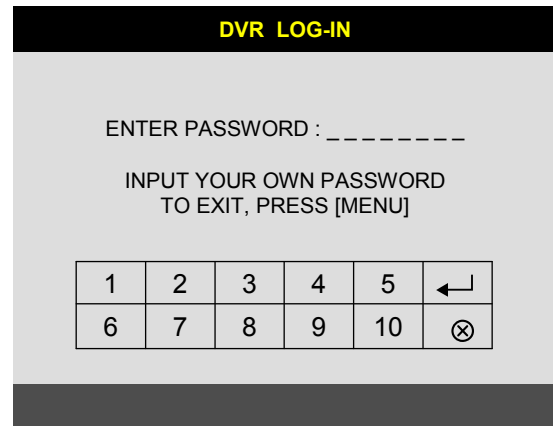 DVR LOG-IN
ENTER PASSWORD : _ _ _ _ _ _ _ _
INPUT YOUR OWN PASSWORD
TO EXIT, PRESS [MENU]
1 2 3 4 5
6 7 8 9 10